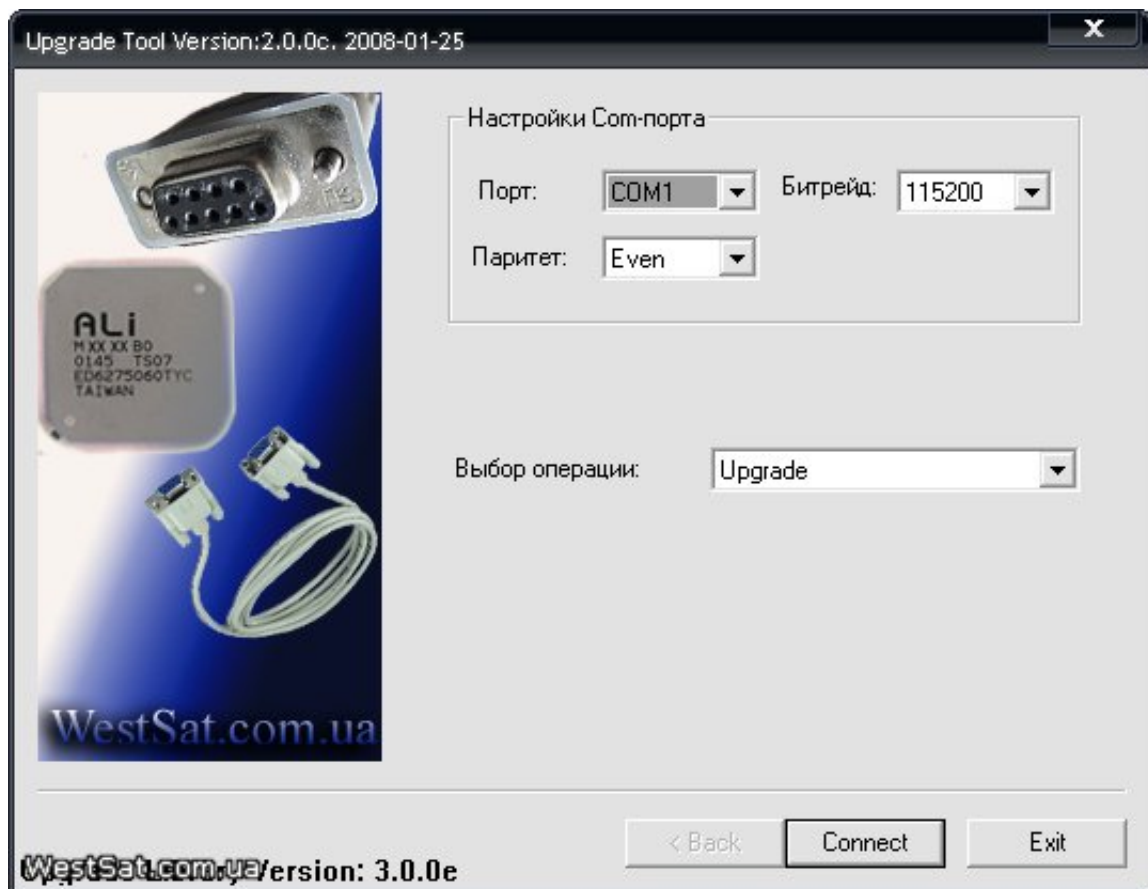 Upgrade Tool Version:2.0.0c. 2008-01-25
X
Настройки Com-порта
Порт:
COM1
Битрейд:
115200
Паритет:
Even
ALi
M XX XX B0
0145 TS07
ED6275060TYC
TAIWAN
Выбор операции:
Upgrade
WestSat.com.ua
< Back
Connect
Exit
WestSat.com.ua
Version: 3.0.0e